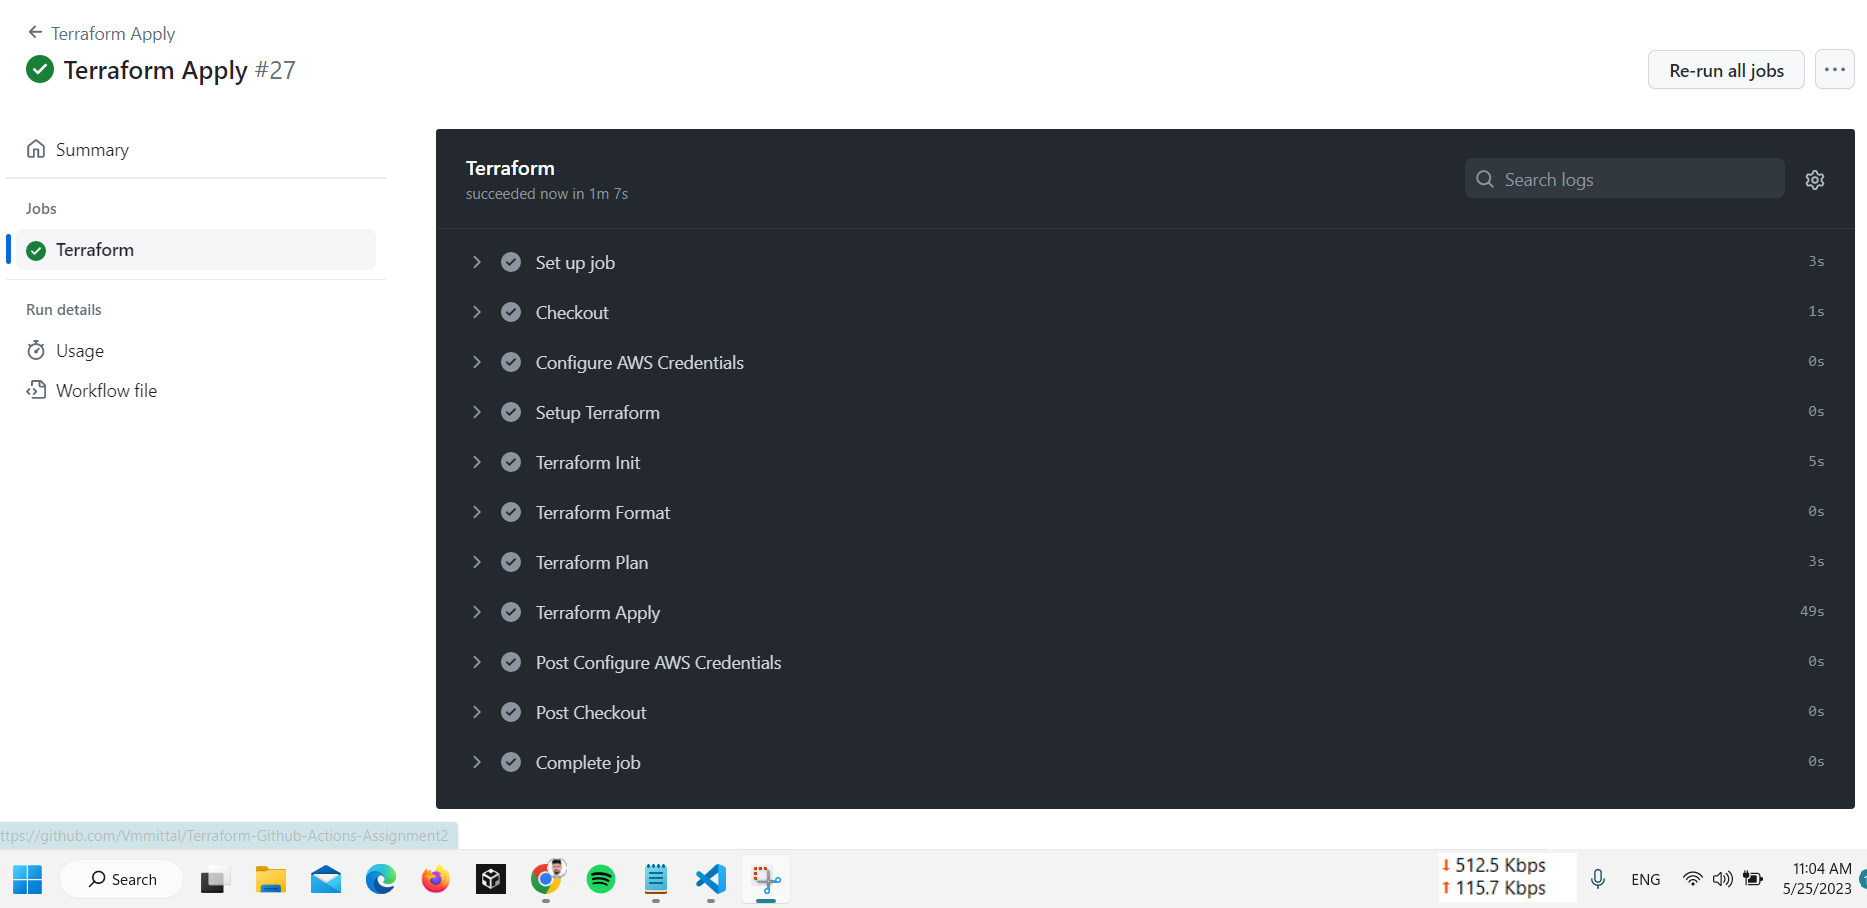 Terraform Apply
Terraform Apply #27
Re-run all jobs
Summary
Jobs
Terraform
Run details
Usage
Workflow file
Terraform
succeeded now in 1m 7s
Search logs
Set up job 3s
Checkout 1s
Configure AWS Credentials 0s
Setup Terraform 0s
Terraform Init 5s
Terraform Format 0s
Terraform Plan 3s
Terraform Apply 49s
Post Configure AWS Credentials 0s
Post Checkout 0s
Complete job 0s
ttps://github.com/Vmmittal/Terraform-Github-Actions-Assignment2
Search
↓ 512.5 Kbps
↑ 115.7 Kbps
ENG
11:04 AM
5/25/2023